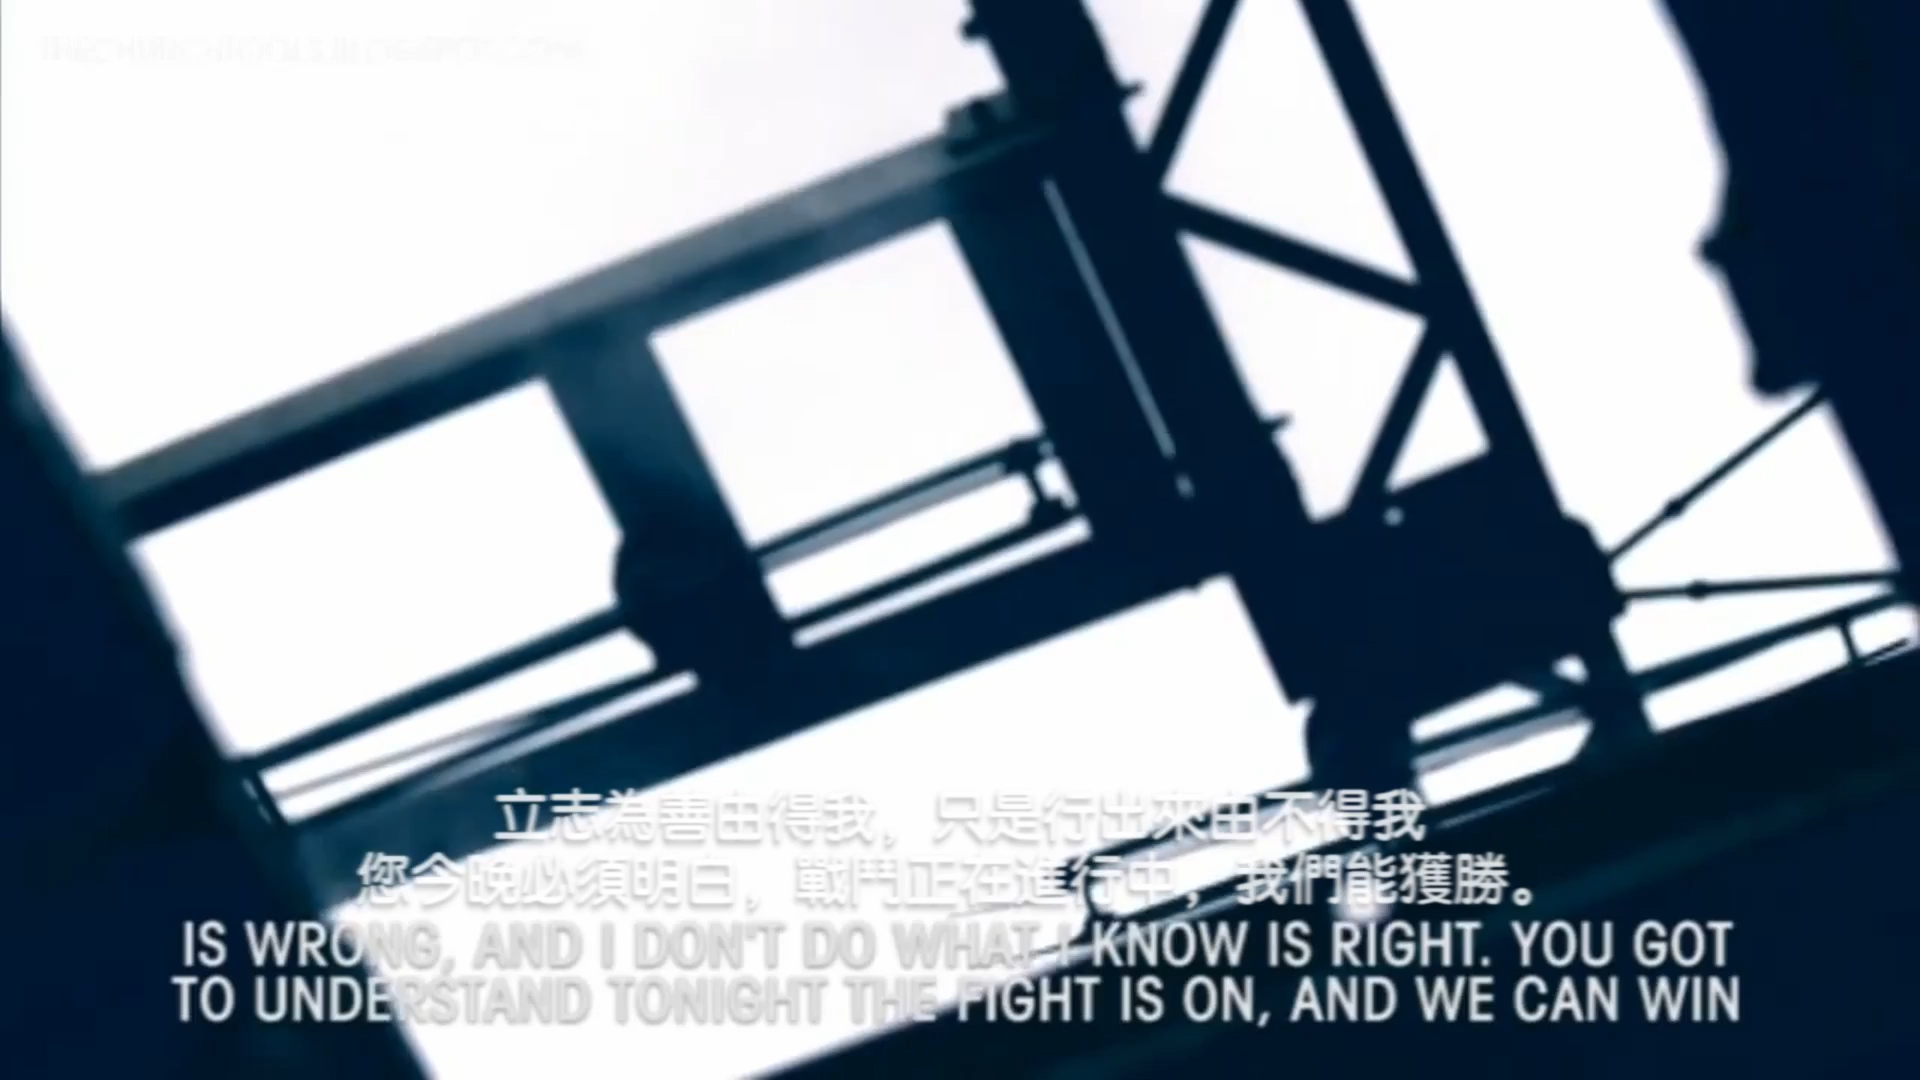 立志為善由得我，只是行出來由不得我
您今晚必須明白，戰鬥正在進行中，我們能獲勝。
IS WRONG, AND I DON'T DO WHAT I KNOW IS RIGHT. YOU GOT
TO UNDERSTAND TONIGHT THE FIGHT IS ON, AND WE CAN WIN